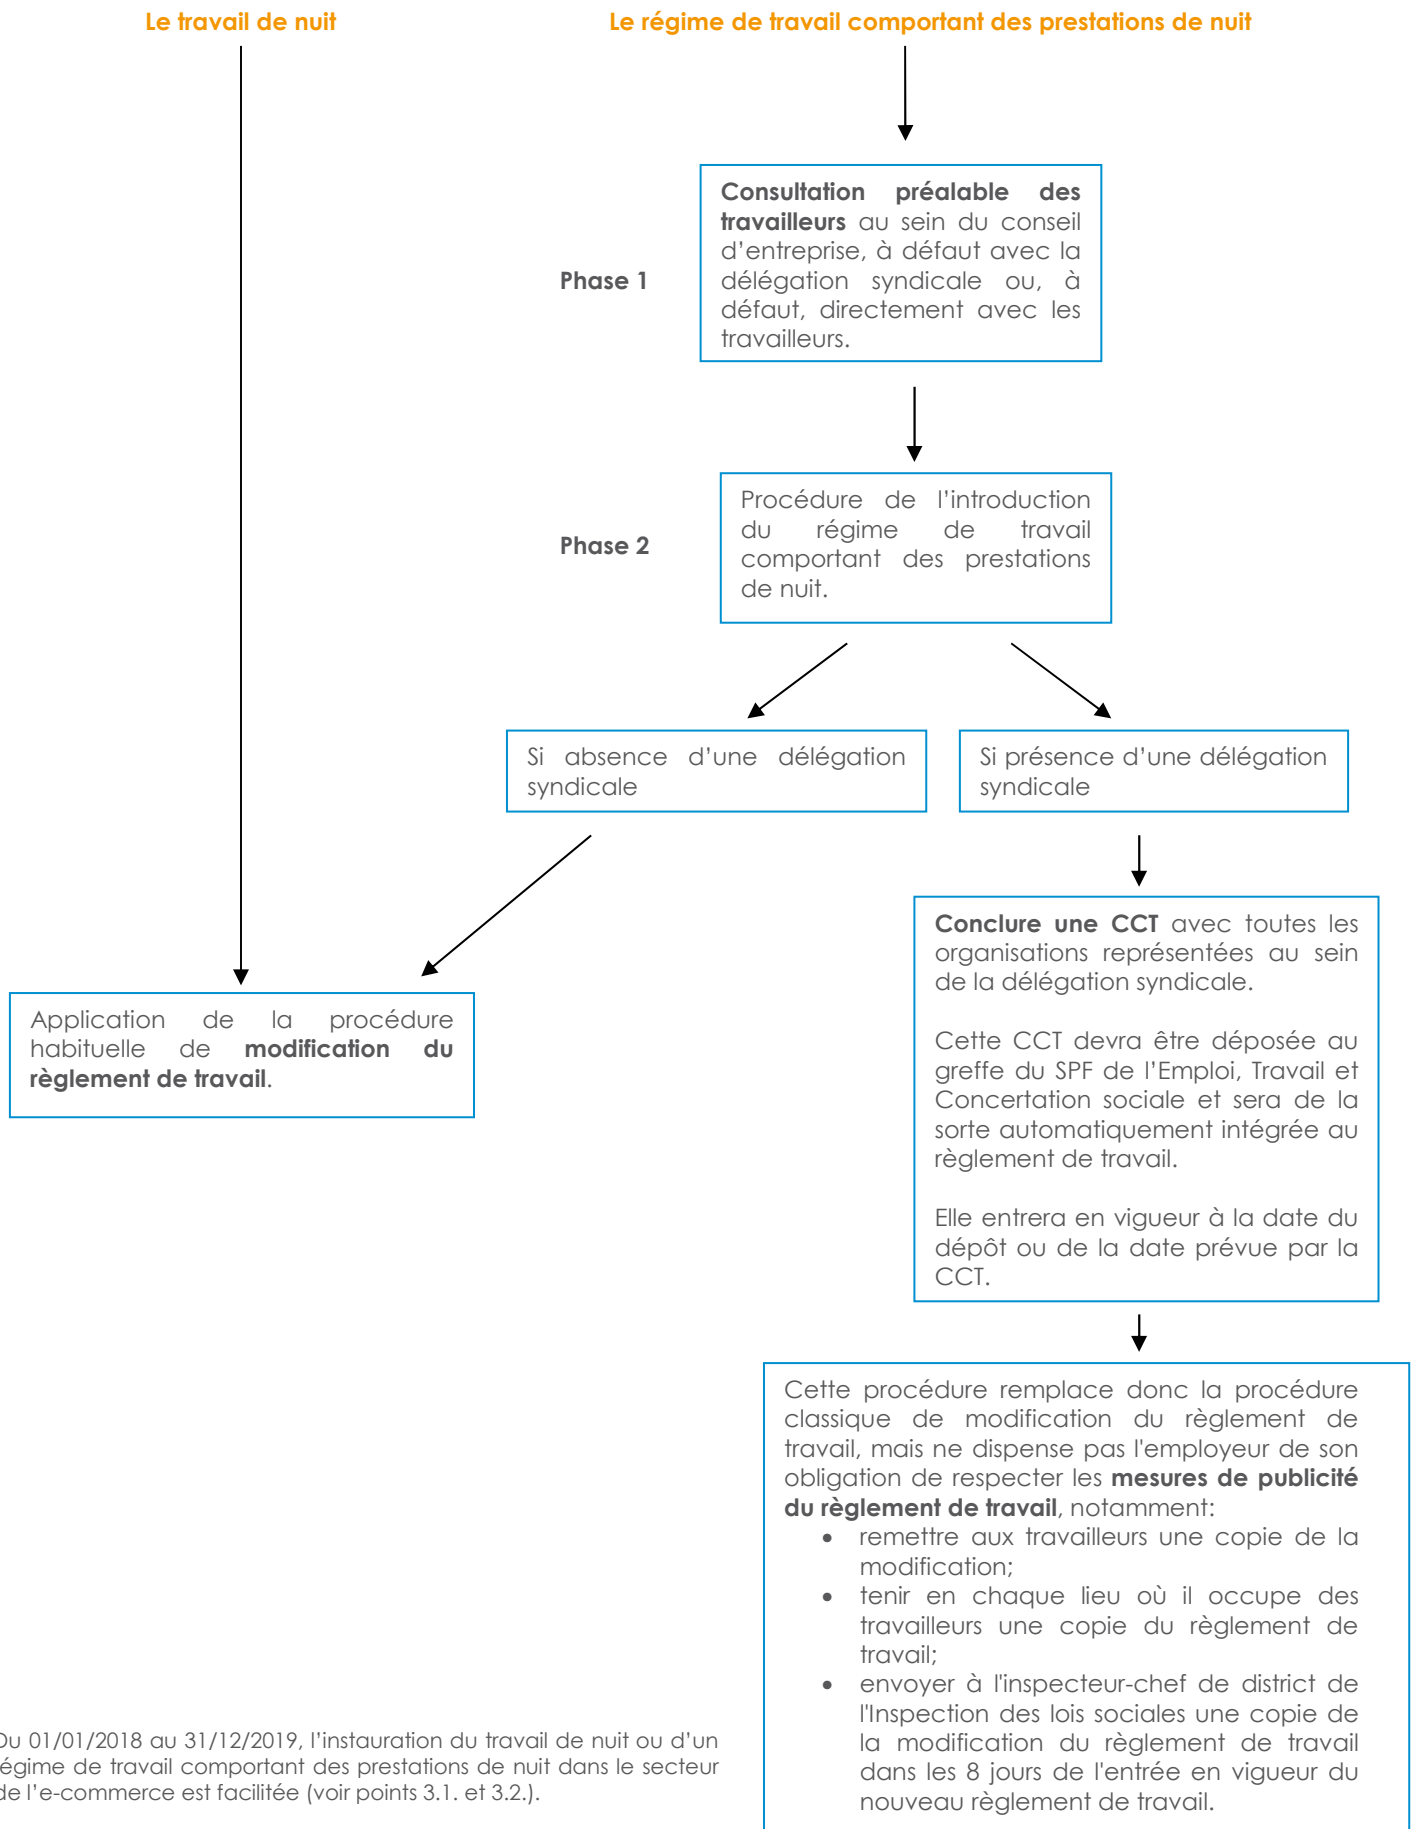 Le travail de nuit
Le régime de travail comportant des prestations de nuit
Phase 1
Consultation préalable des
travailleurs au sein du conseil
d’entreprise, à défaut avec la
délégation syndicale ou, à
défaut, directement avec les
travailleurs.
Phase 2
Procédure de l’introduction
du régime de travail
comportant des prestations
de nuit.
Si absence d’une délégation
syndicale
Si présence d’une délégation
syndicale
Application de la procédure
habituelle de modification du
règlement de travail.
Conclure une CCT avec toutes les
organisations représentées au sein
de la délégation syndicale.
Cette CCT devra être déposée au
greffe du SPF de l’Emploi, Travail et
Concertation sociale et sera de la
sorte automatiquement intégrée au
règlement de travail.
Elle entrera en vigueur à la date du
dépôt ou de la date prévue par la
CCT.
Cette procédure remplace donc la procédure
classique de modification du règlement de
travail, mais ne dispense pas l'employeur de son
obligation de respecter les mesures de publicité
du règlement de travail, notamment:
• remettre aux travailleurs une copie de la
modification;
• tenir en chaque lieu où il occupe des
travailleurs une copie du règlement de
travail;
• envoyer à l'inspecteur-chef de district de
l'Inspection des lois sociales une copie de
la modification du règlement de travail
dans les 8 jours de l'entrée en vigueur du
nouveau règlement de travail.
Du 01/01/2018 au 31/12/2019, l’instauration du travail de nuit ou d’un
régime de travail comportant des prestations de nuit dans le secteur
de l’e-commerce est facilitée (voir points 3.1. et 3.2.).